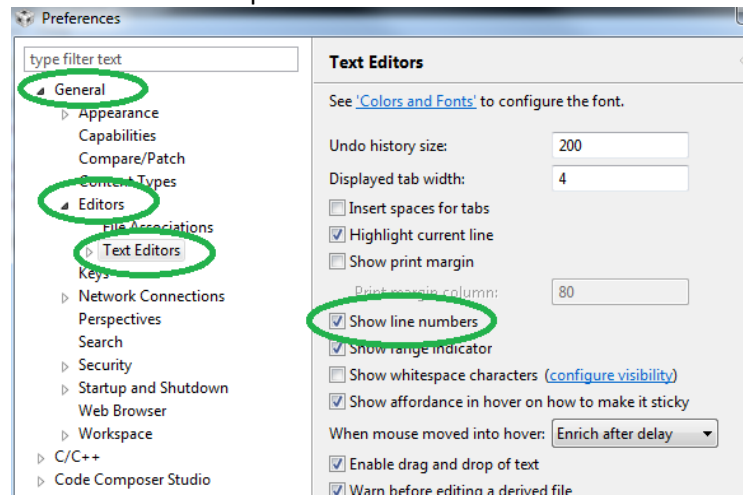 Preferences
type filter text
General
Appearance
Capabilities
Compare/Patch
Content Types
Editors
File Associations
Text Editors
Keys
Network Connections
Perspectives
Search
Security
Startup and Shutdown
Web Browser
Workspace
C/C++
Code Composer Studio
Text Editors
See 'Colors and Fonts' to configure the font.
Undo history size: 200
Displayed tab width: 4
Insert spaces for tabs
Highlight current line
Show print margin
Print margin column: 80
Show line numbers
Show range indicator
Show whitespace characters (configure visibility)
Show affordance in hover on how to make it sticky
When mouse moved into hover: Enrich after delay
Enable drag and drop of text
Warn before editing a derived file